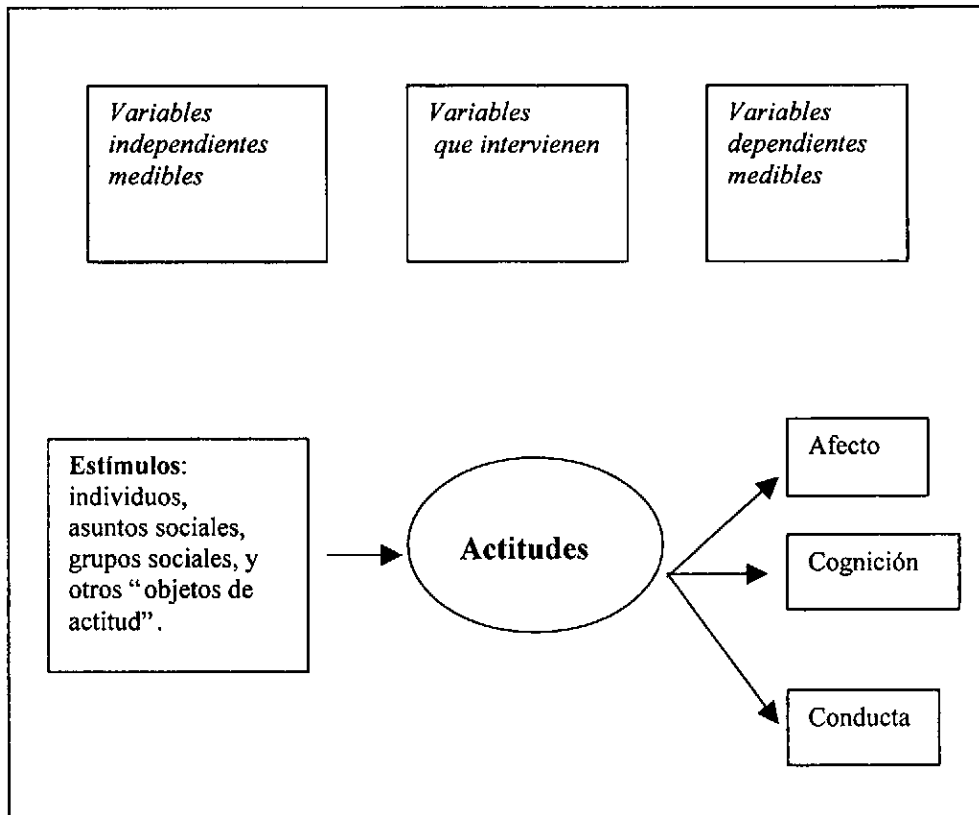 Variables
independientes
medibles
Variables
que intervienen
Variables
dependientes
medibles
Estímulos:
individuos,
asuntos sociales,
grupos sociales, y
otros “objetos de
actitud”.
Actitudes
Afecto
Cognición
Conducta